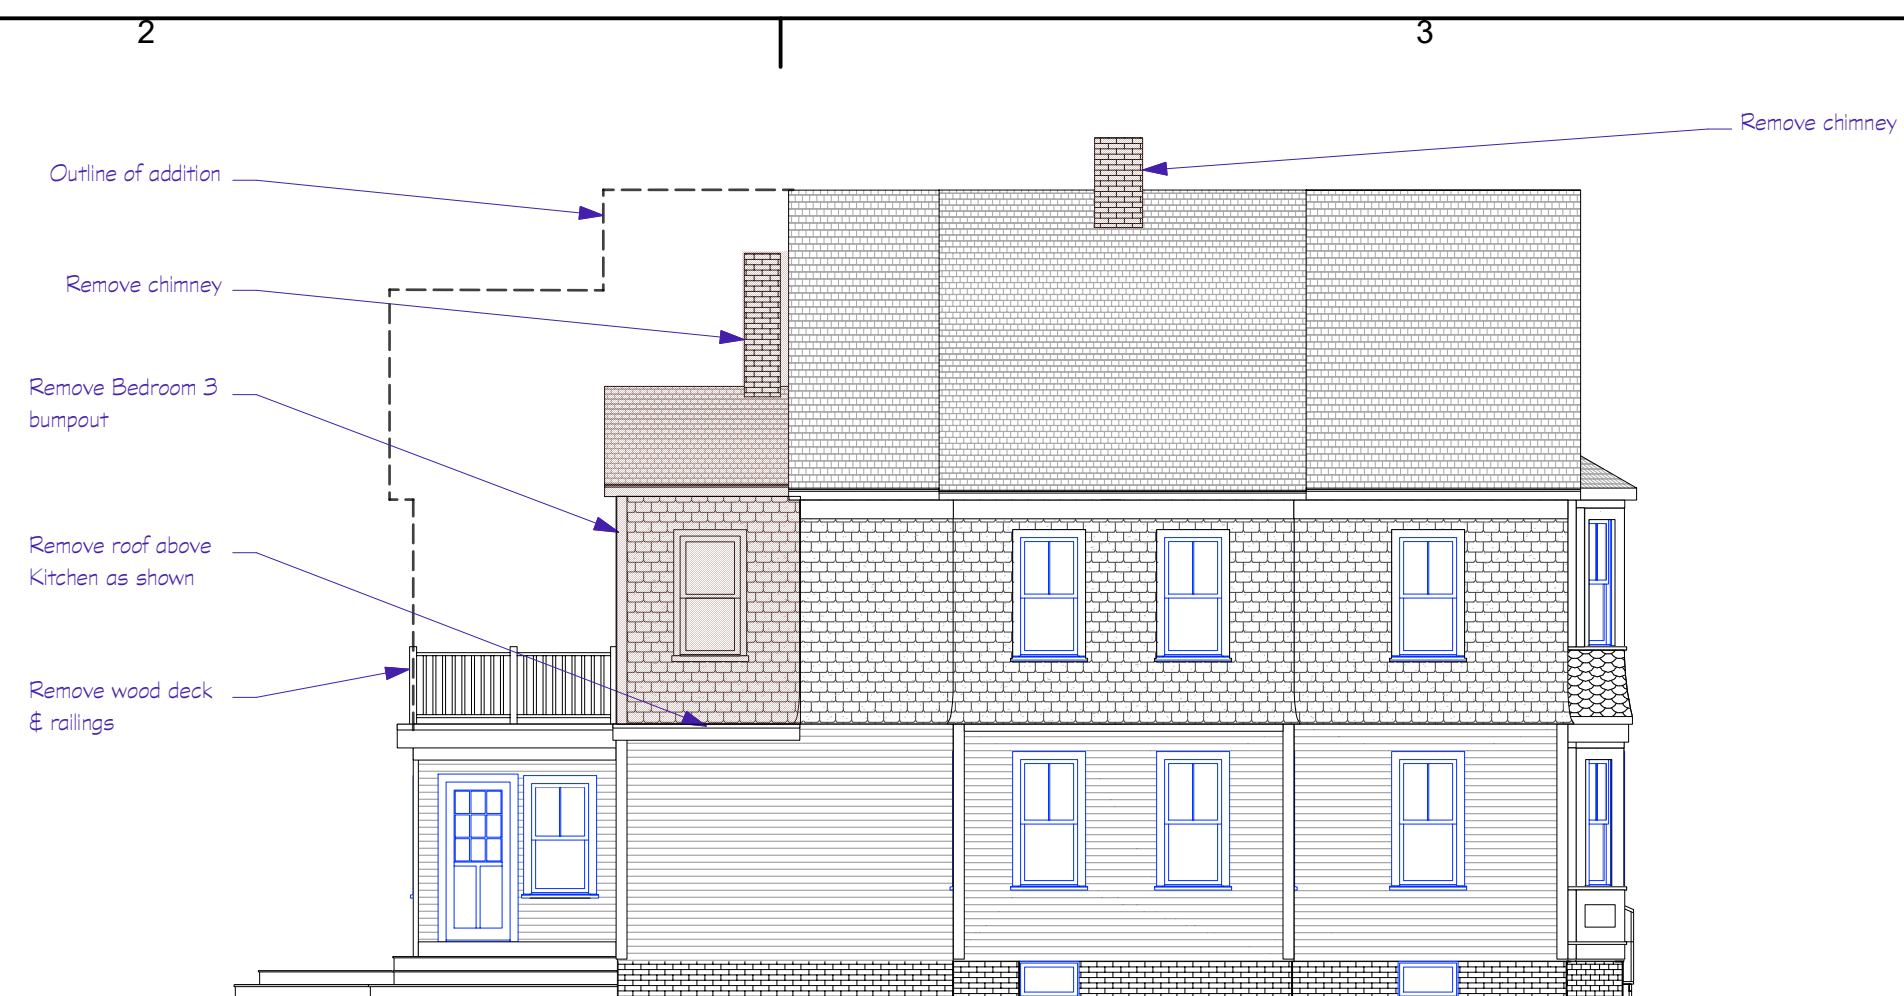 2
3
Remove chimney
Outline of addition
Remove chimney
Remove Bedroom 3
bumpout
Remove roof above
Kitchen as shown
Remove wood deck
& railings